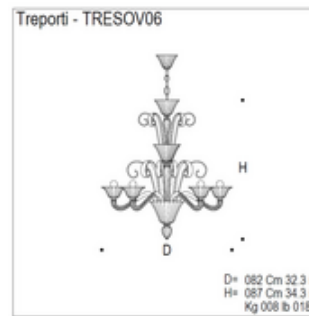 Treporti - TRESOV06
H
D
D= 082 Cm 32.3
H= 087 Cm 34.3
Kg 008 lb 018